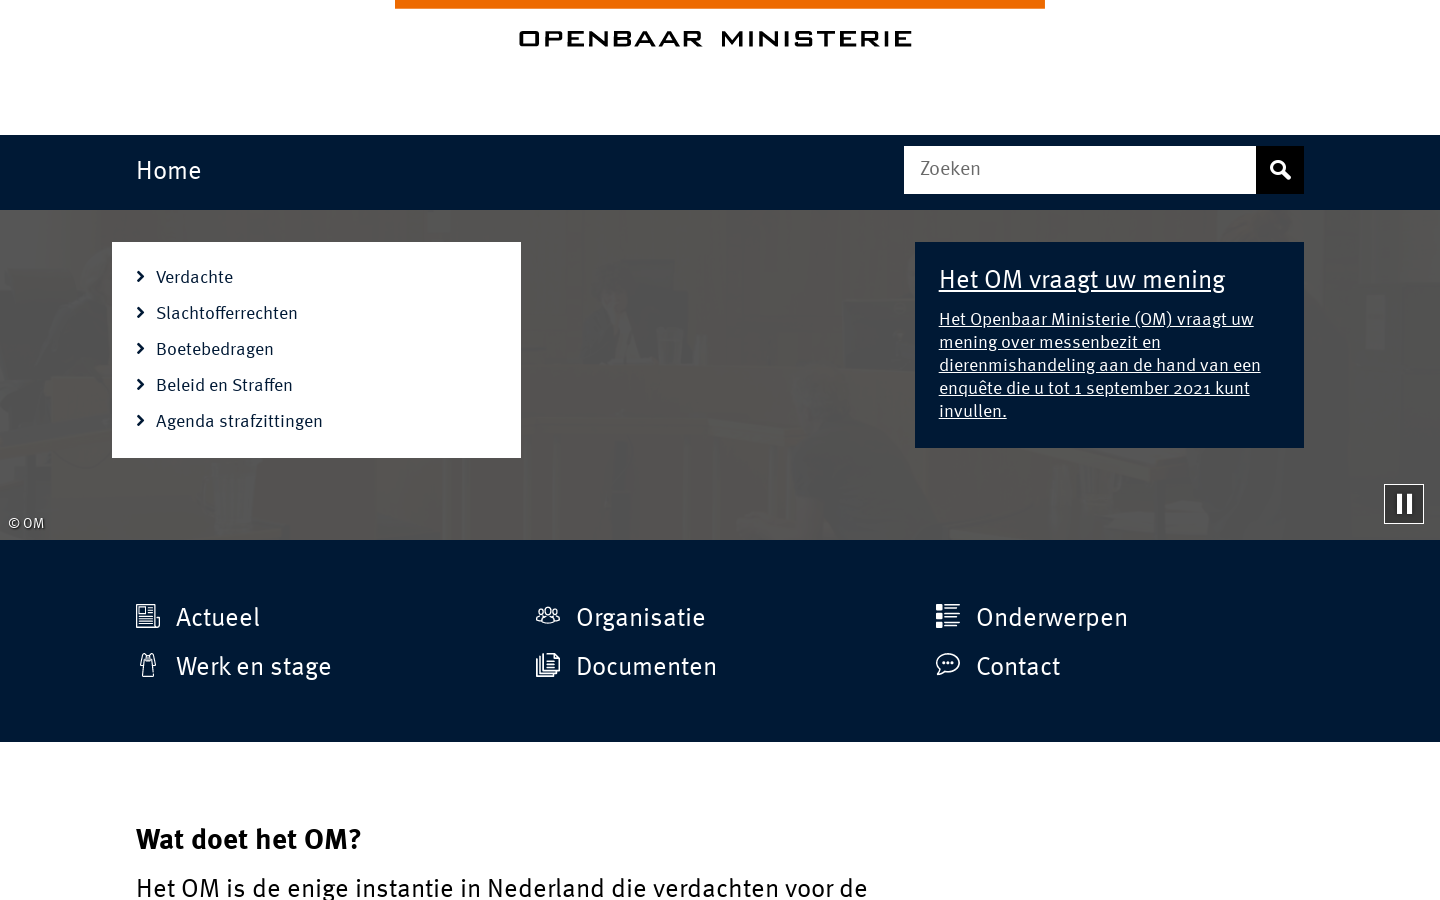 OPENBAAR MINISTERIE
Home
Zoeken
Verdachte
Slachtofferrechten
Boetebedragen
Beleid en Straffen
Agenda strafzittingen
Het OM vraagt uw mening
Het Openbaar Ministerie (OM) vraagt uw
mening over messenbezit en
dierenmishandeling aan de hand van een
enquête die u tot 1 september 2021 kunt
invullen.
© OM
Actueel
Organisatie
Onderwerpen
Werk en stage
Documenten
Contact
Wat doet het OM?
Het OM is de enige instantie in Nederland die verdachten voor de